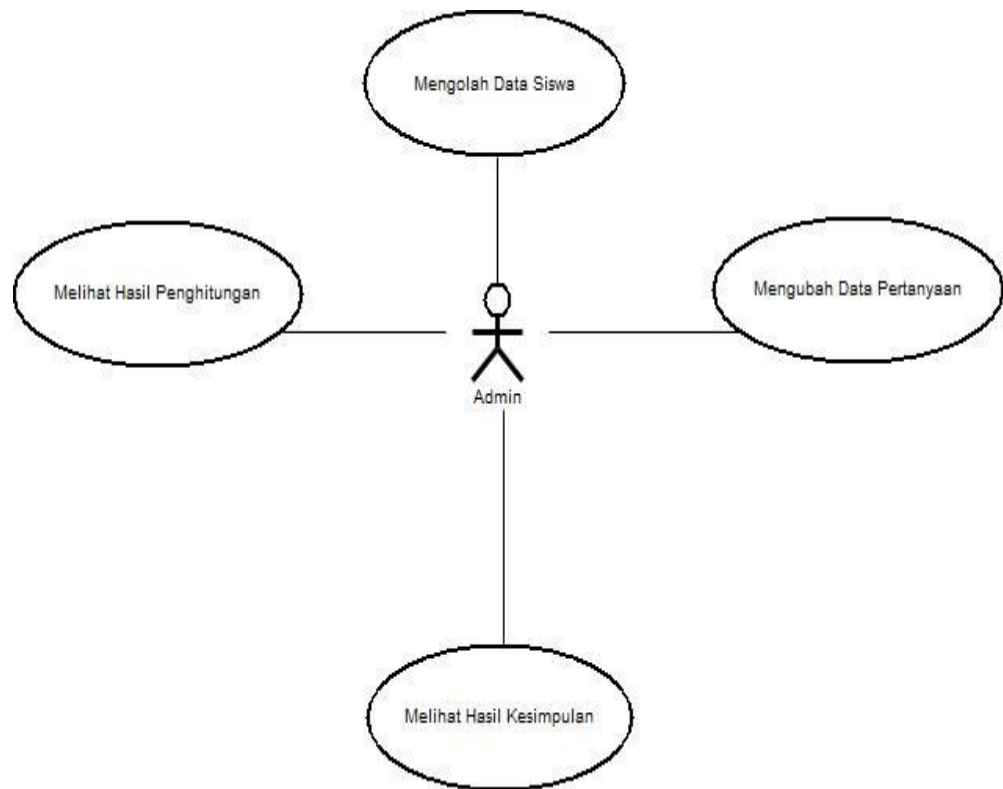 Mengolah Data Siswa
Melihat Hasil Penghitungan
Mengubah Data Pertanyaan
Admin
Melihat Hasil Kesimpulan